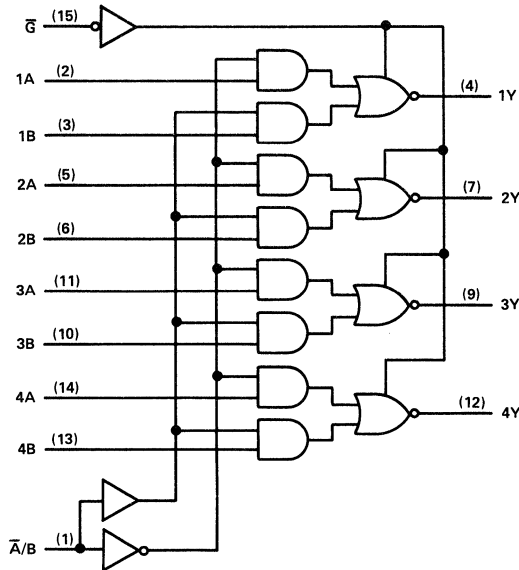 G̅ (15)
1A (2) (4) 1Y
1B (3)
2A (5) (7) 2Y
2B (6)
3A (11) (9) 3Y
3B (10)
4A (14) (12) 4Y
4B (13)
A̅/B (1)